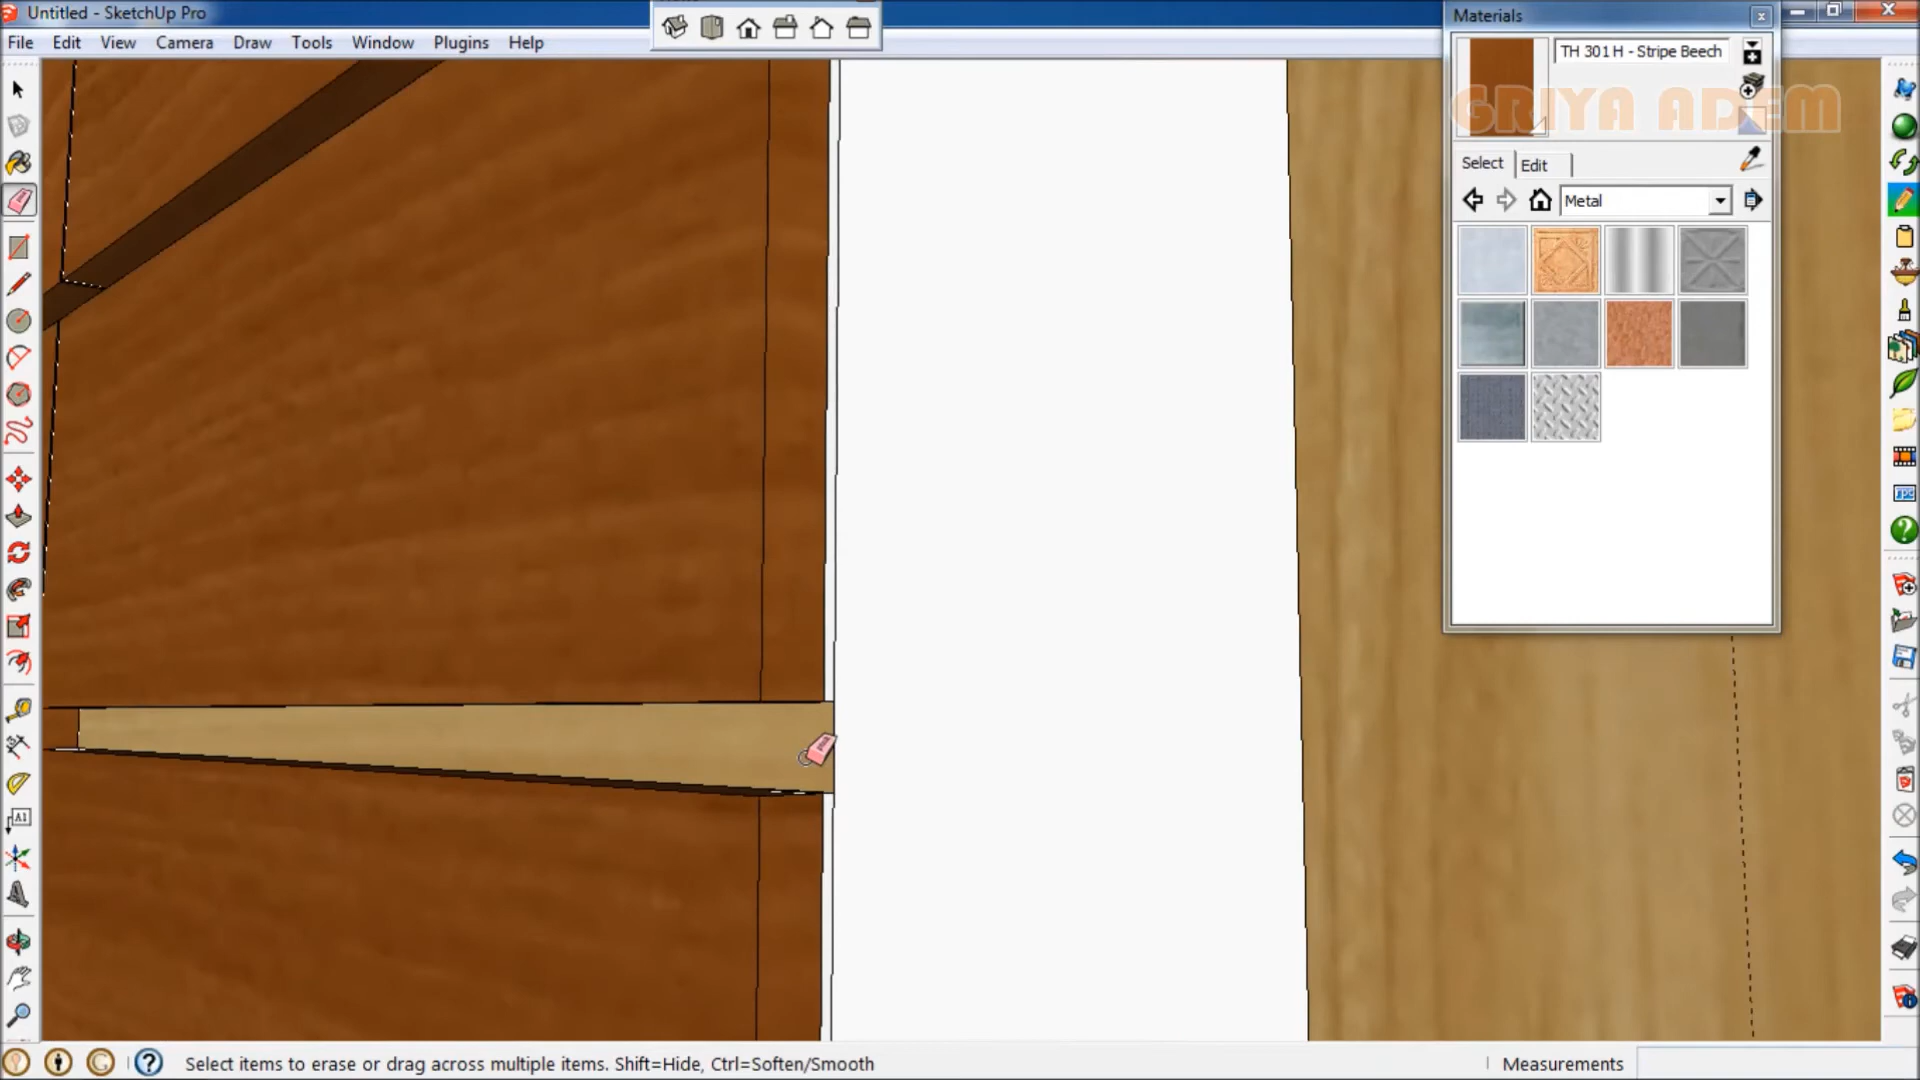 Untitled - SketchUp Pro
File Edit View Camera Draw Tools Window Plugins Help
Materials
TH 301 H - Stripe Beech
GRIYA ADEM
Select Edit
Metal
A1
Select items to erase or drag across multiple items. Shift=Hide, Ctrl=Soften/Smooth
Measurements